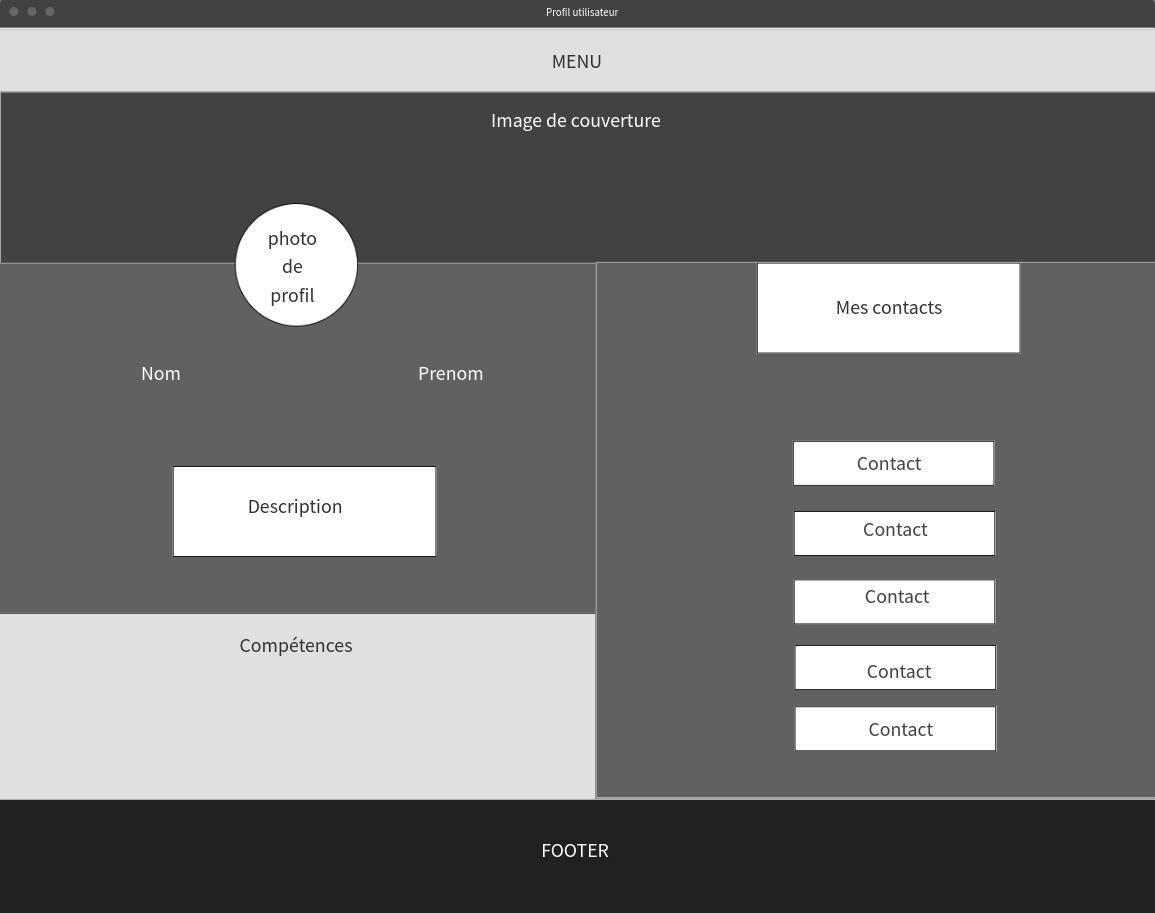 Profil utilisateur
MENU
Image de couverture
photo
de
profil
Nom
Prenom
Description
Compétences
Mes contacts
Contact
Contact
Contact
Contact
Contact
FOOTER